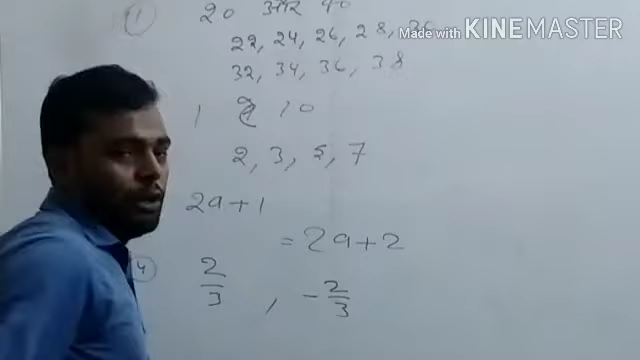 Made with KINEMASTER
① 20 और 40
22, 24, 26, 28, 30
32, 34, 36, 38
1 से 10
2, 3, 5, 7
2a+1
= 2a+2
④ 2/3, -2/3